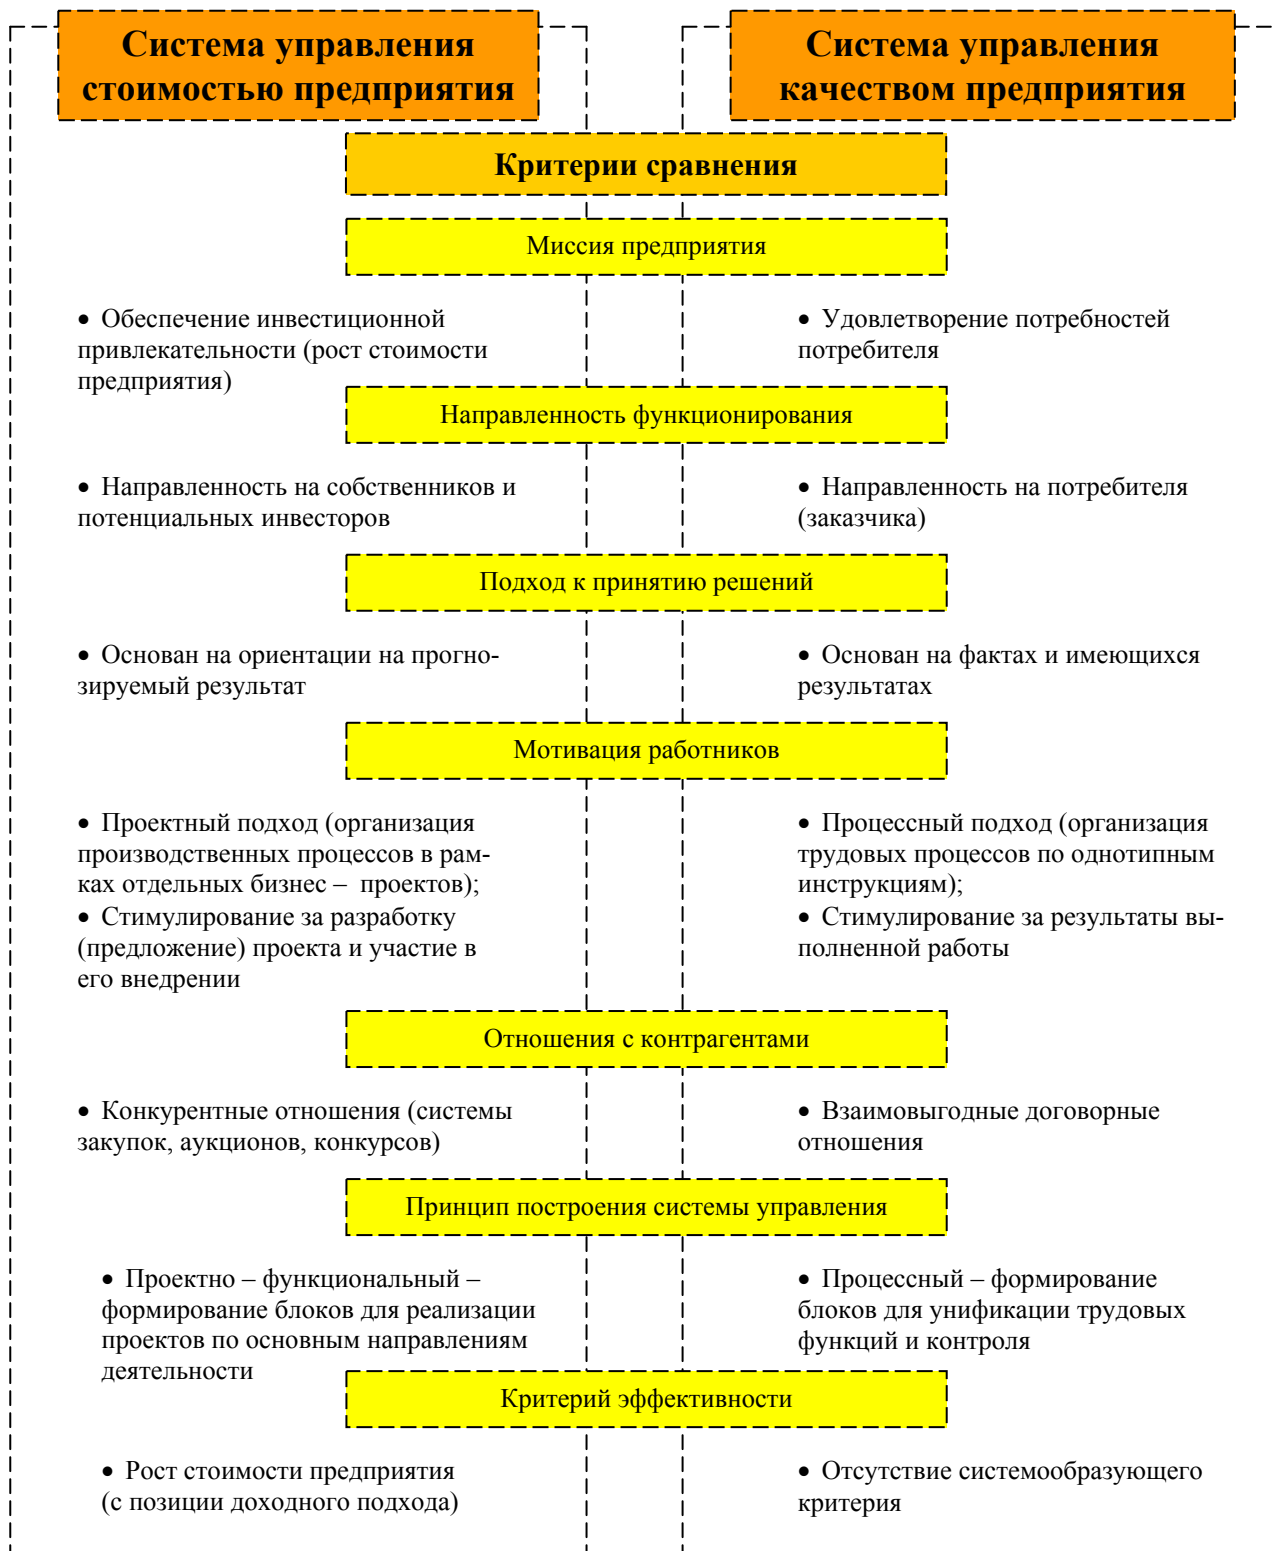 Система управления
стоимостью предприятия
Система управления
качеством предприятия
Критерии сравнения
Миссия предприятия
• Обеспечение инвестиционной
привлекательности (рост стоимости
предприятия)
• Удовлетворение потребностей
потребителя
Направленность функционирования
• Направленность на собственников и
потенциальных инвесторов
• Направленность на потребителя
(заказчика)
Подход к принятию решений
• Основан на ориентации на прогно-
зируемый результат
• Основан на фактах и имеющихся
результатах
Мотивация работников
• Проектный подход (организация
производственных процессов в рам-
ках отдельных бизнес – проектов);
• Стимулирование за разработку
(предложение) проекта и участие в
его внедрении
• Процессный подход (организация
трудовых процессов по однотипным
инструкциям);
• Стимулирование за результаты вы-
полненной работы
Отношения с контрагентами
• Конкурентные отношения (системы
закупок, аукционов, конкурсов)
• Взаимовыгодные договорные
отношения
Принцип построения системы управления
• Проектно – функциональный –
формирование блоков для реализации
проектов по основным направлениям
деятельности
• Процессный – формирование
блоков для унификации трудовых
функций и контроля
Критерий эффективности
• Рост стоимости предприятия
(с позиции доходного подхода)
• Отсутствие системообразующего
критерия